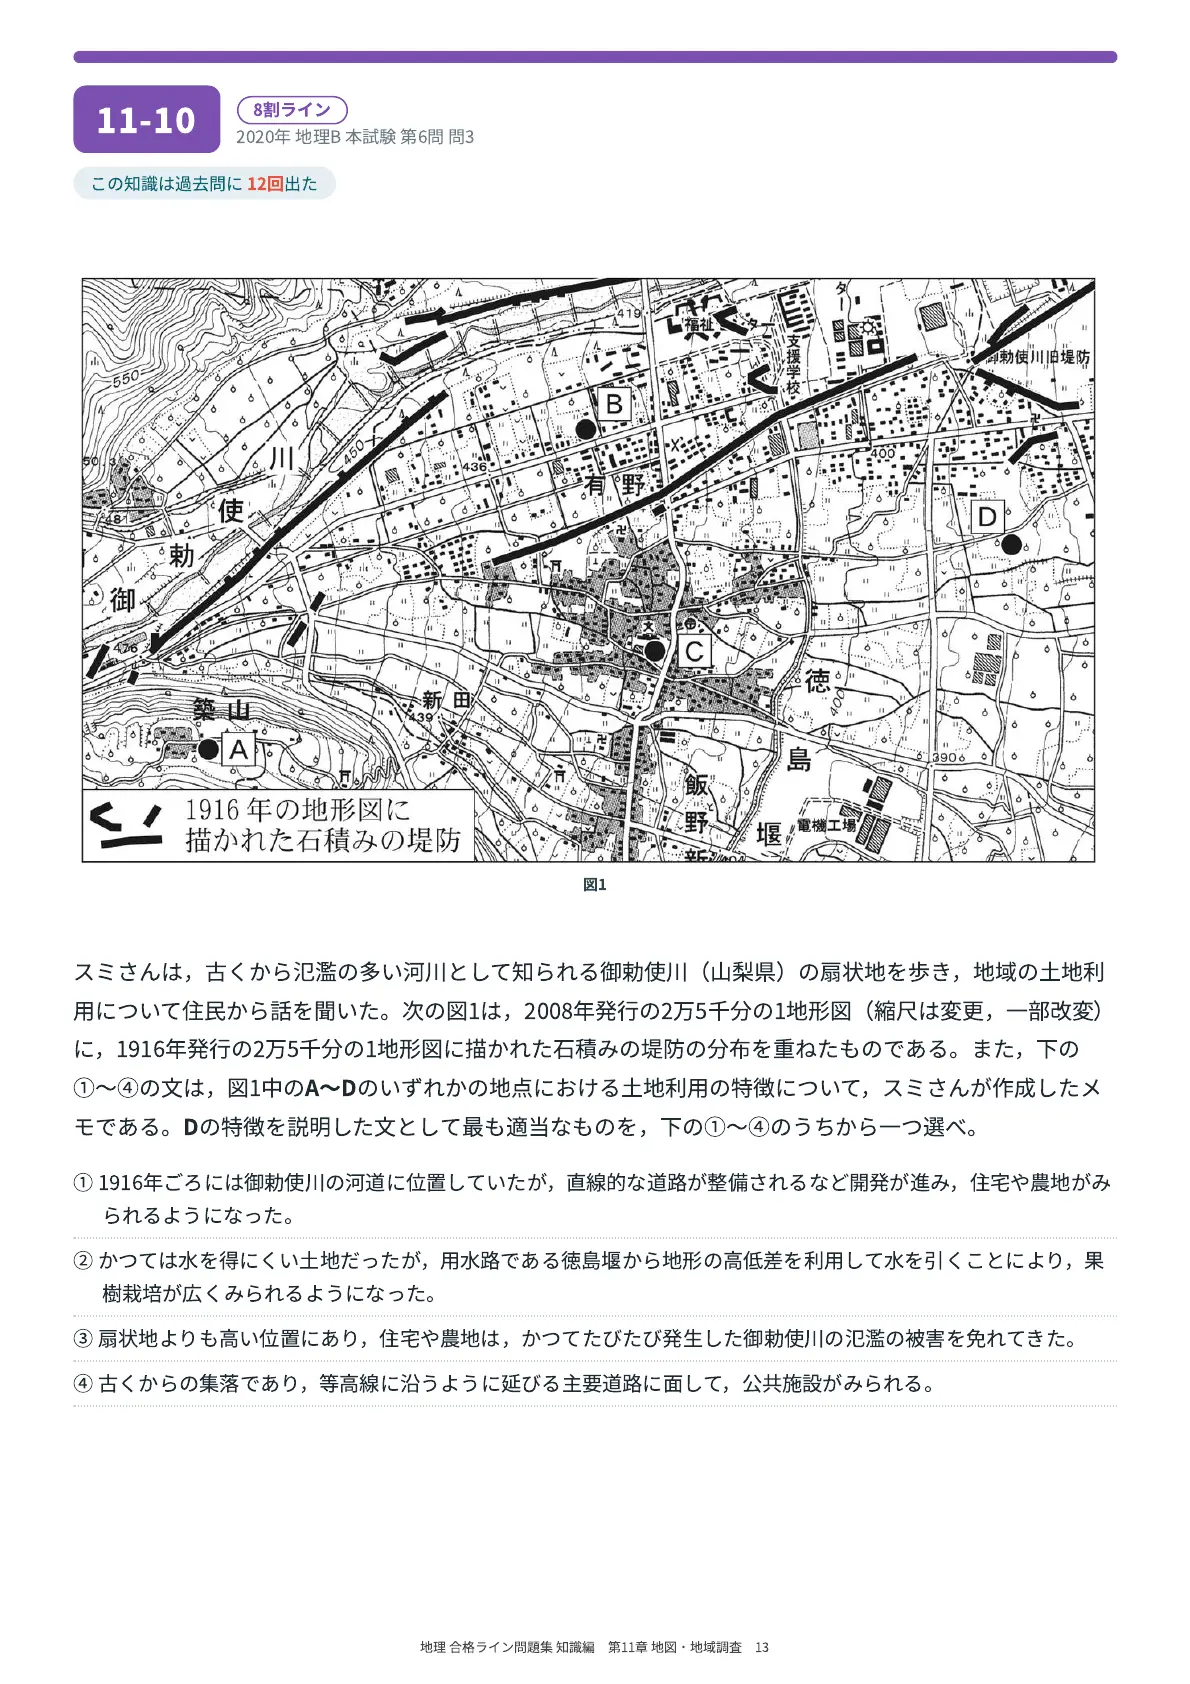 11-10
8割ライン
2020年 地理B 本試験 第6問 問3
この知識は過去問に 12回出た
550
川
使
勅
御
450
481
476
436
419
福祉センター
支援学校
ター
御勅使川旧堤防
B
有野
400
D
C
徳
島
堰
400
390
新田
439
築山
A
飯
野
新
電機工場
1916年の地形図に
描かれた石積みの堤防
図1
スミさんは，古くから氾濫の多い河川として知られる御勅使川（山梨県）の扇状地を歩き，地域の土地利
用について住民から話を聞いた。次の図1は，2008年発行の2万5千分の1地形図（縮尺は変更，一部改変）
に，1916年発行の2万5千分の1地形図に描かれた石積みの堤防の分布を重ねたものである。また，下の
①～④の文は，図1中のA～Dのいずれかの地点における土地利用の特徴について，スミさんが作成したメ
モである。Dの特徴を説明した文として最も適当なものを，下の①～④のうちから一つ選べ。
① 1916年ごろには御勅使川の河道に位置していたが，直線的な道路が整備されるなど開発が進み，住宅や農地がみ
られるようになった。
② かつては水を得にくい土地だったが，用水路である徳島堰から地形の高低差を利用して水を引くことにより，果
樹栽培が広くみられるようになった。
③ 扇状地よりも高い位置にあり，住宅や農地は，かつてたびたび発生した御勅使川の氾濫の被害を免れてきた。
④ 古くからの集落であり，等高線に沿うように延びる主要道路に面して，公共施設がみられる。
地理 合格ライン問題集 知識編　第11章 地図・地域調査　13